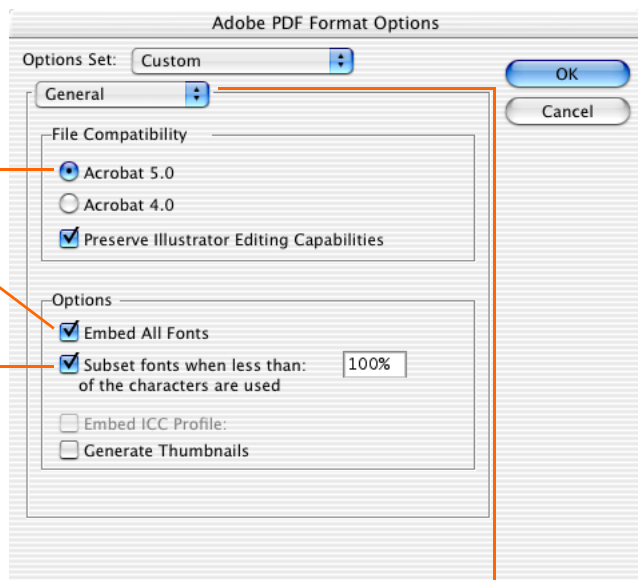 Adobe PDF Format Options
Options Set: Custom
OK
General
Cancel
File Compatibility
Acrobat 5.0
Acrobat 4.0
Preserve Illustrator Editing Capabilities
Options
Embed All Fonts
Subset fonts when less than: 100%
of the characters are used
Embed ICC Profile:
Generate Thumbnails